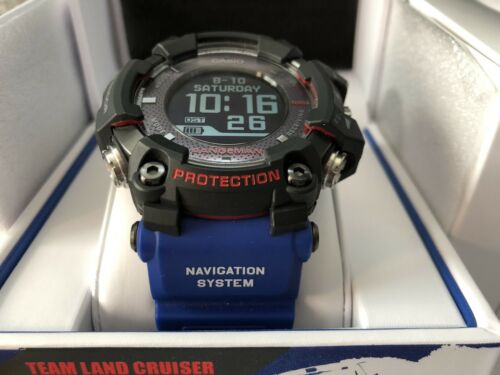 CASIO
8-10
SATURDAY
10:16
DST 26
RANGEMAN
PROTECTION
NAVIGATION
SYSTEM
TEAM LAND CRUISER